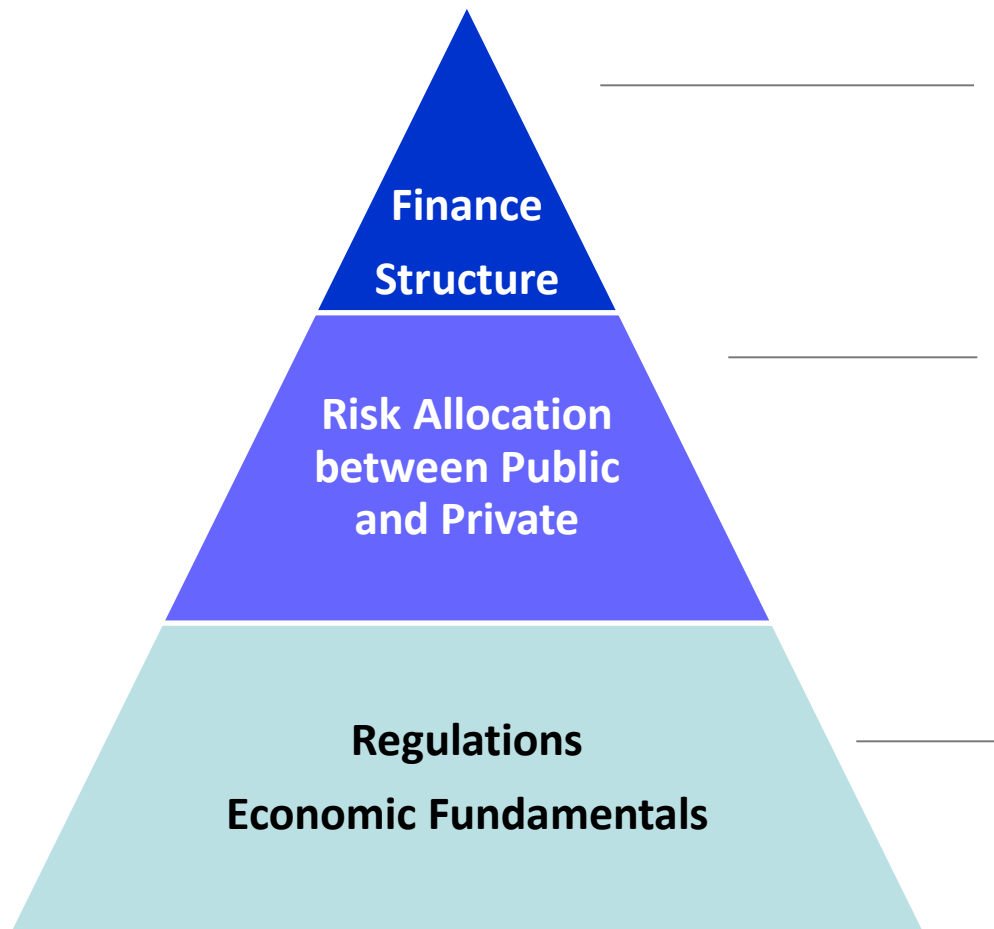 Finance
Structure
Risk Allocation
between Public
and Private
Regulations
Economic Fundamentals